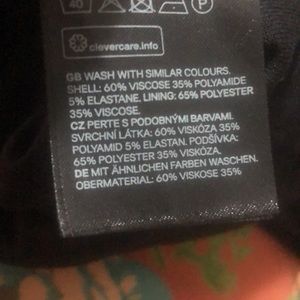 40 P
clevercare.info
GB WASH WITH SIMILAR COLOURS.
SHELL: 60% VISCOSE 35% POLYAMIDE
5% ELASTANE. LINING: 65% POLYESTER
35% VISCOSE.
CZ PERTE S PODOBNÝMI BARVAMI.
SVRCHNÍ LÁTKA: 60% VISKÓZA 35%
POLYAMID 5% ELASTAN. PODŠÍVKA:
65% POLYESTER 35% VISKÓZA.
DE MIT ÄHNLICHEN FARBEN WASCHEN.
OBERMATERIAL: 60% VISKOSE 35%